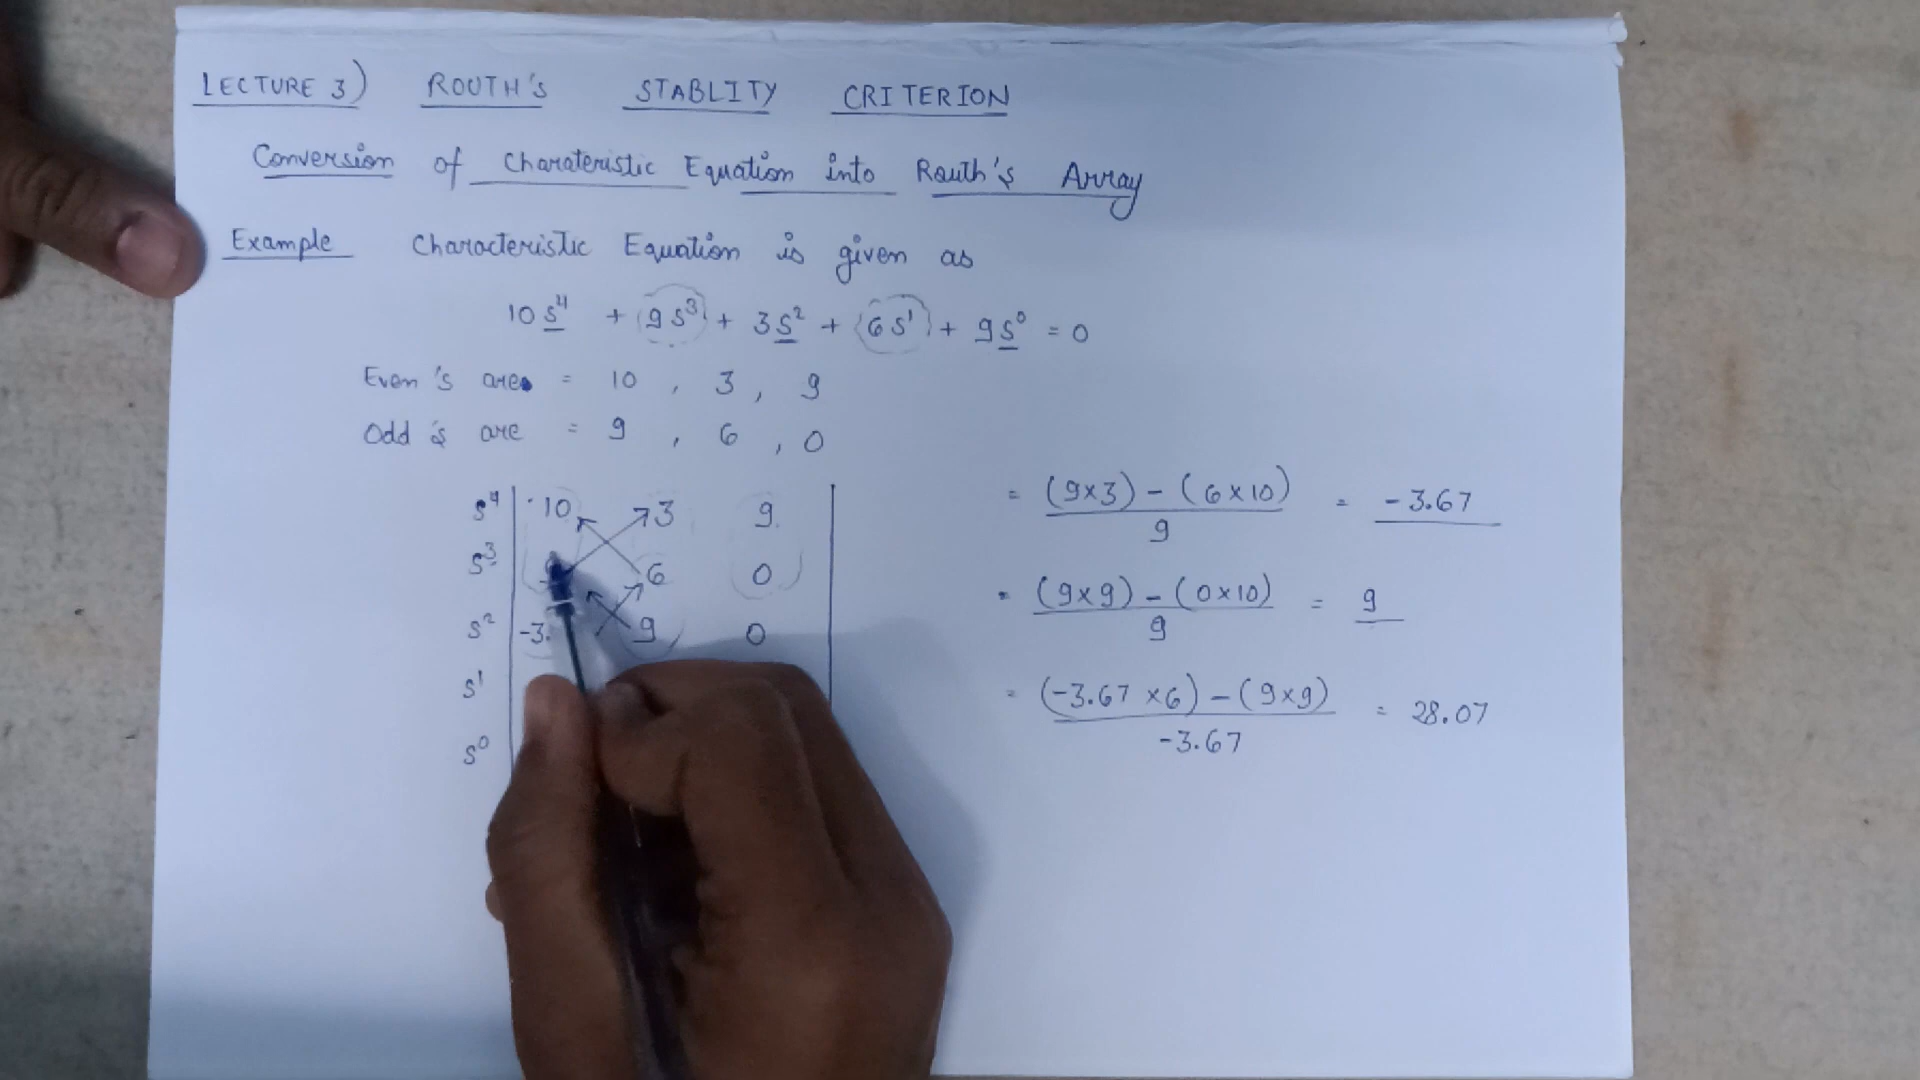 LECTURE 3) ROUTH'S STABLITY CRITERION
Conversion of Charateristic Equation into Routh's Array
Example Characteristic Equation is given as
10 s⁴ + 9 s³ + 3 s² + 6 s¹ + 9 s⁰ = 0
Even's are = 10 , 3 , 9
Odd's are = 9 , 6 , 0
s⁴ 10 3 9
s³ 6 0
s² -3. 9 0
s¹
s⁰
= (9x3) - (6x10) / 9 = -3.67
= (9x9) - (0x10) / 9 = 9
= (-3.67 x6) - (9x9) / -3.67 = 28.07